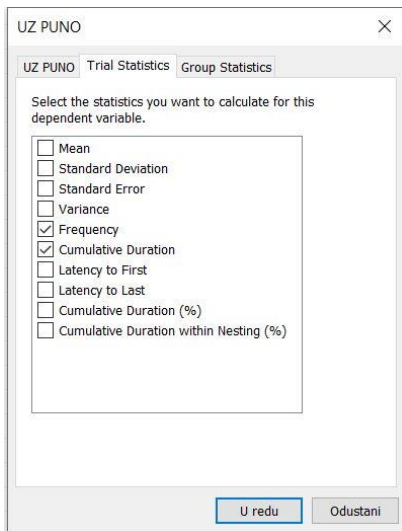 UZ PUNO
UZ PUNO Trial Statistics Group Statistics
Select the statistics you want to calculate for this
dependent variable.
Mean
Standard Deviation
Standard Error
Variance
Frequency
Cumulative Duration
Latency to First
Latency to Last
Cumulative Duration (%)
Cumulative Duration within Nesting (%)
U redu Odustani